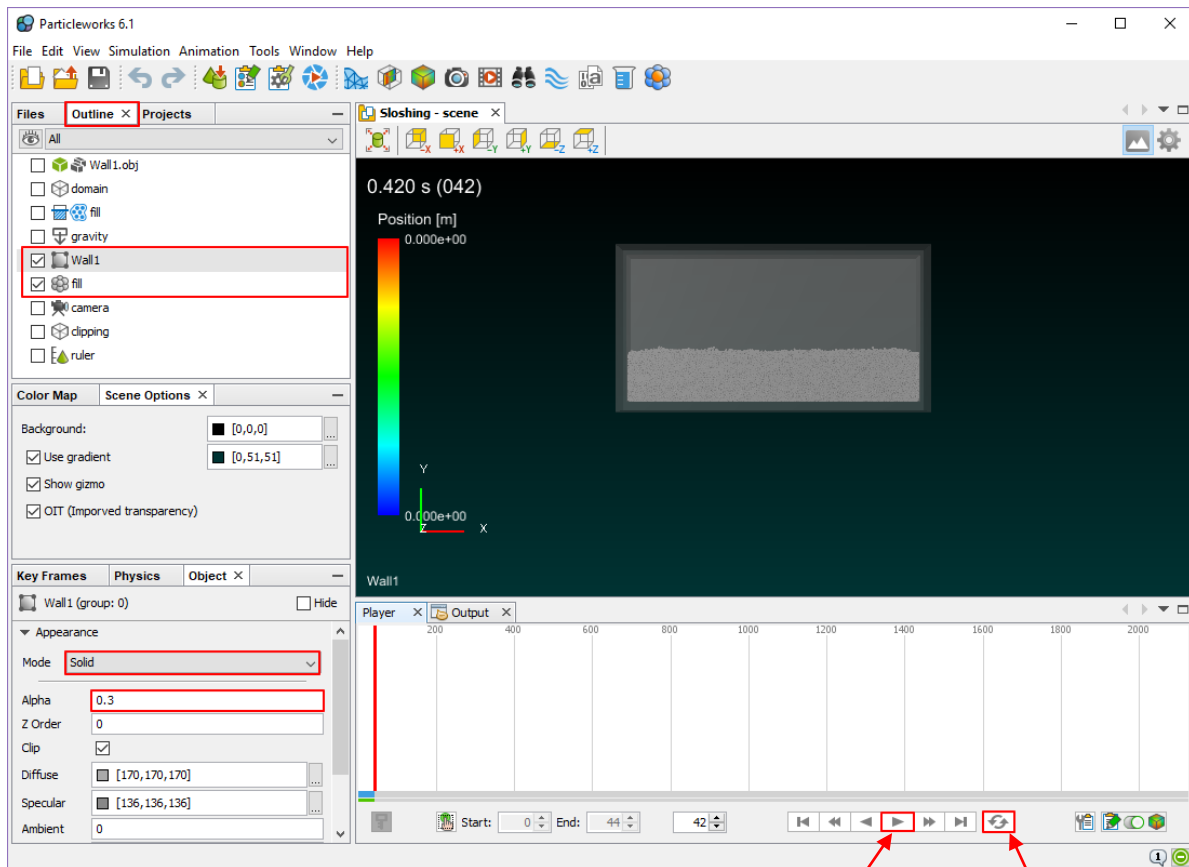 Particleworks 6.1
File Edit View Simulation Animation Tools Window Help
Files Outline Projects
All
Wall1.obj
domain
fill
gravity
Wall1
fill
camera
clipping
ruler
Color Map Scene Options
Background: [0,0,0]
Use gradient [0,51,51]
Show gizmo
OIT (Imporved transparency)
Key Frames Physics Object
Wall1 (group: 0) Hide
Appearance
Mode Solid
Alpha 0.3
Z Order 0
Clip
Diffuse [170,170,170]
Specular [136,136,136]
Ambient 0
Sloshing - scene
-X +X -Y +Y -Z +Z
0.420 s (042)
Position [m]
0.000e+00
0.000e+00
Y
Z X
Wall1
Player Output
200 400 600 800 1000 1200 1400 1600 1800 2000
Start: 0 End: 44 42